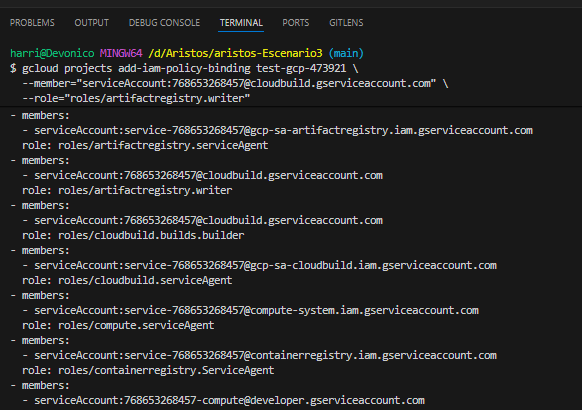 PROBLEMS OUTPUT DEBUG CONSOLE TERMINAL PORTS GITLENS
harri@Devonico MINGW64 /d/Aristos/aristos-Escenario3 (main)
$ gcloud projects add-iam-policy-binding test-gcp-473921 \
--member="serviceAccount:768653268457@cloudbuild.gserviceaccount.com" \
--role="roles/artifactregistry.writer"
- members:
- serviceAccount:service-768653268457@gcp-sa-artifactregistry.iam.gserviceaccount.com
role: roles/artifactregistry.serviceAgent
- members:
- serviceAccount:768653268457@cloudbuild.gserviceaccount.com
role: roles/artifactregistry.writer
- members:
- serviceAccount:768653268457@cloudbuild.gserviceaccount.com
role: roles/cloudbuild.builds.builder
- members:
- serviceAccount:service-768653268457@gcp-sa-cloudbuild.iam.gserviceaccount.com
role: roles/cloudbuild.serviceAgent
- members:
- serviceAccount:service-768653268457@compute-system.iam.gserviceaccount.com
role: roles/compute.serviceAgent
- members:
- serviceAccount:service-768653268457@containerregistry.iam.gserviceaccount.com
role: roles/containerregistry.ServiceAgent
- members:
- serviceAccount:768653268457-compute@developer.gserviceaccount.com